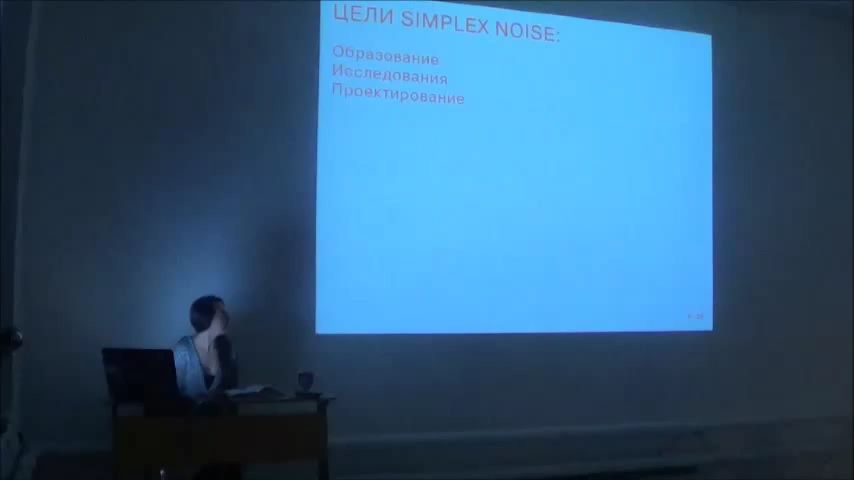 ЦЕЛИ SIMPLEX NOISE:
Образование
Исследования
Проектирование